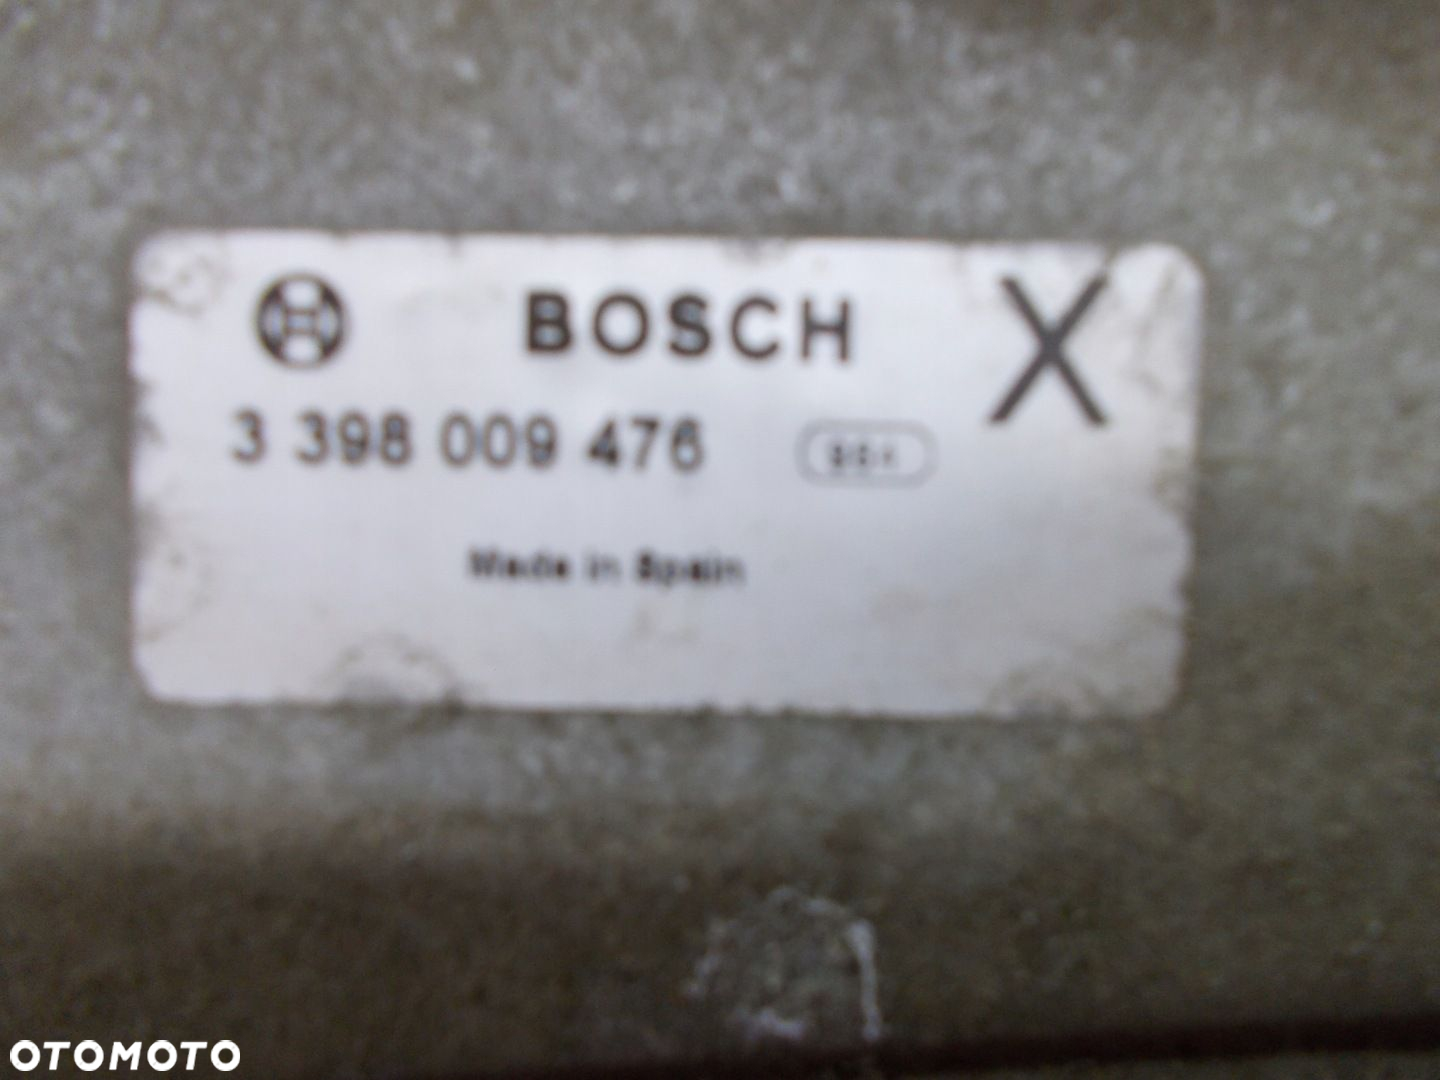 BOSCH X
3 398 009 476
Made in Spain
OTOMOTO